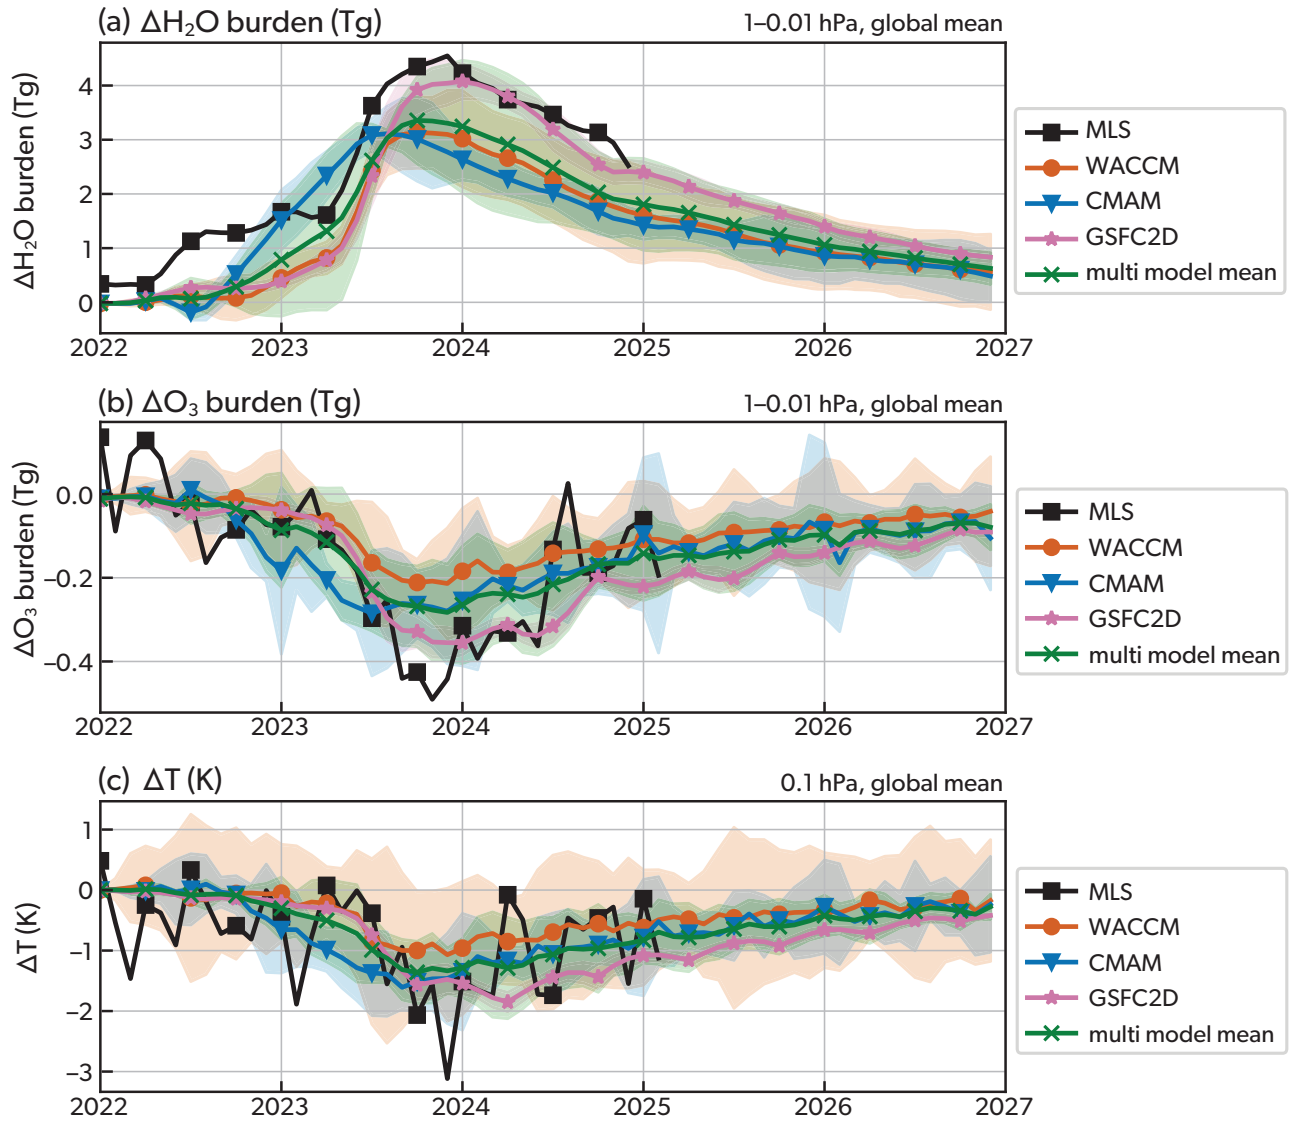 (a) ΔH₂O burden (Tg)
1–0.01 hPa, global mean
ΔH₂O burden (Tg)
4
3
2
1
0
2022 2023 2024 2025 2026 2027
MLS
WACCM
CMAM
GSFC2D
multi model mean
(b) ΔO₃ burden (Tg)
1–0.01 hPa, global mean
ΔO₃ burden (Tg)
0.0
−0.2
−0.4
2022 2023 2024 2025 2026 2027
MLS
WACCM
CMAM
GSFC2D
multi model mean
(c) ΔT (K)
0.1 hPa, global mean
ΔT (K)
1
0
−1
−2
−3
2022 2023 2024 2025 2026 2027
MLS
WACCM
CMAM
GSFC2D
multi model mean